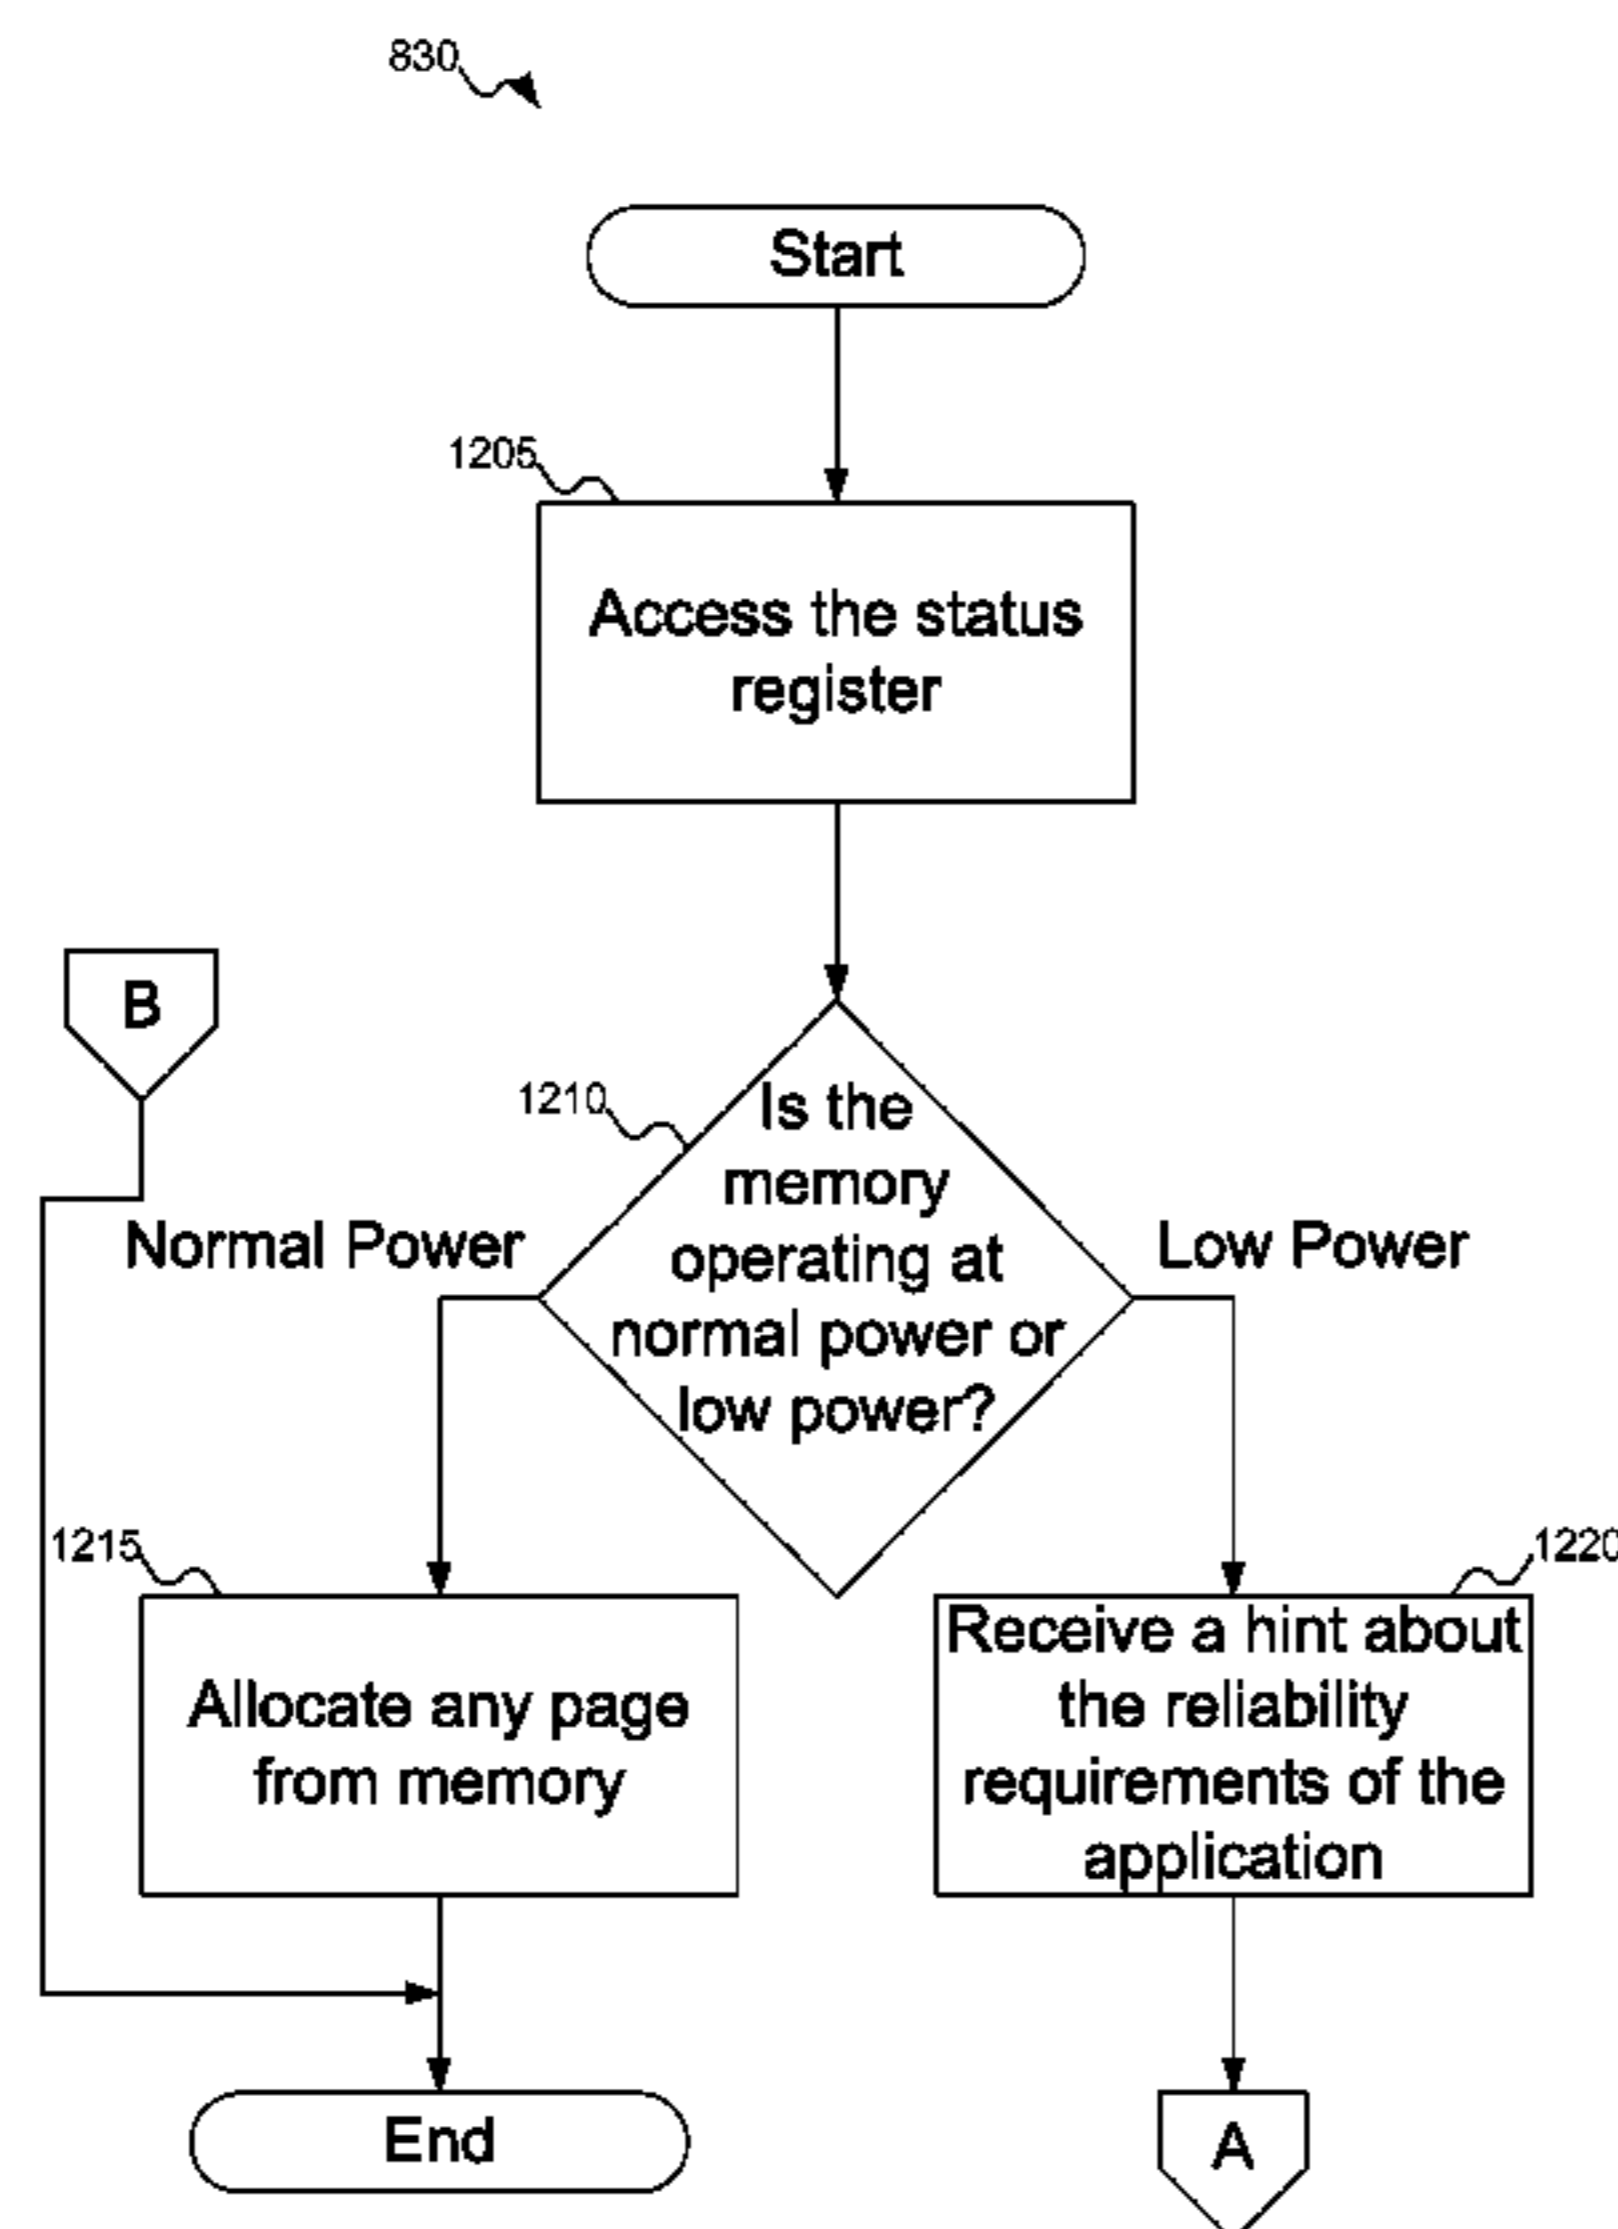 830
Start
1205
Access the status
register
B
1210
Is the
memory
operating at
normal power or
low power?
Normal Power
Low Power
1215
Allocate any page
from memory
1220
Receive a hint about
the reliability
requirements of the
application
End
A